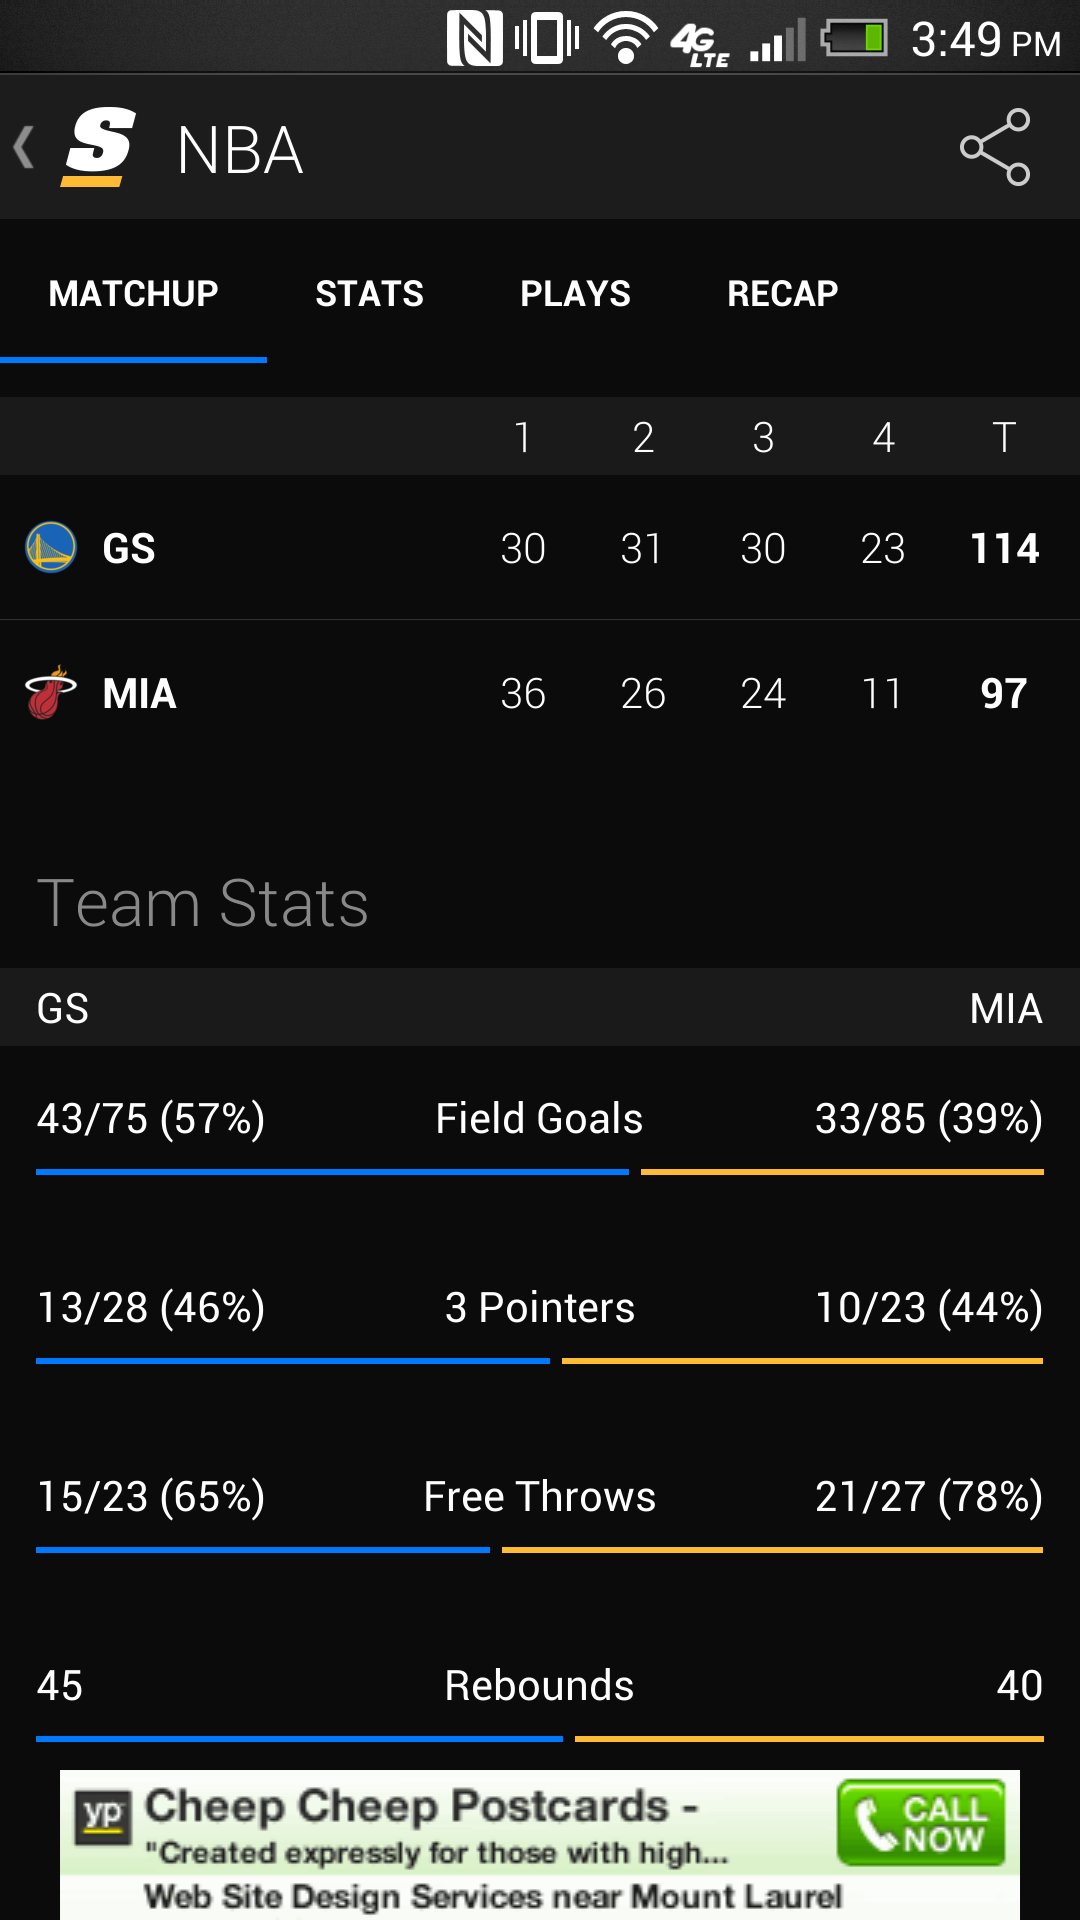 4G LTE 3:49 PM
S NBA
MATCHUP STATS PLAYS RECAP
1 2 3 4 T
GS 30 31 30 23 114
MIA 36 26 24 11 97
Team Stats
GS MIA
43/75 (57%) Field Goals 33/85 (39%)
13/28 (46%) 3 Pointers 10/23 (44%)
15/23 (65%) Free Throws 21/27 (78%)
45 Rebounds 40
yp Cheep Cheep Postcards - CALL
"Created expressly for those with high... NOW
Web Site Design Services near Mount Laurel